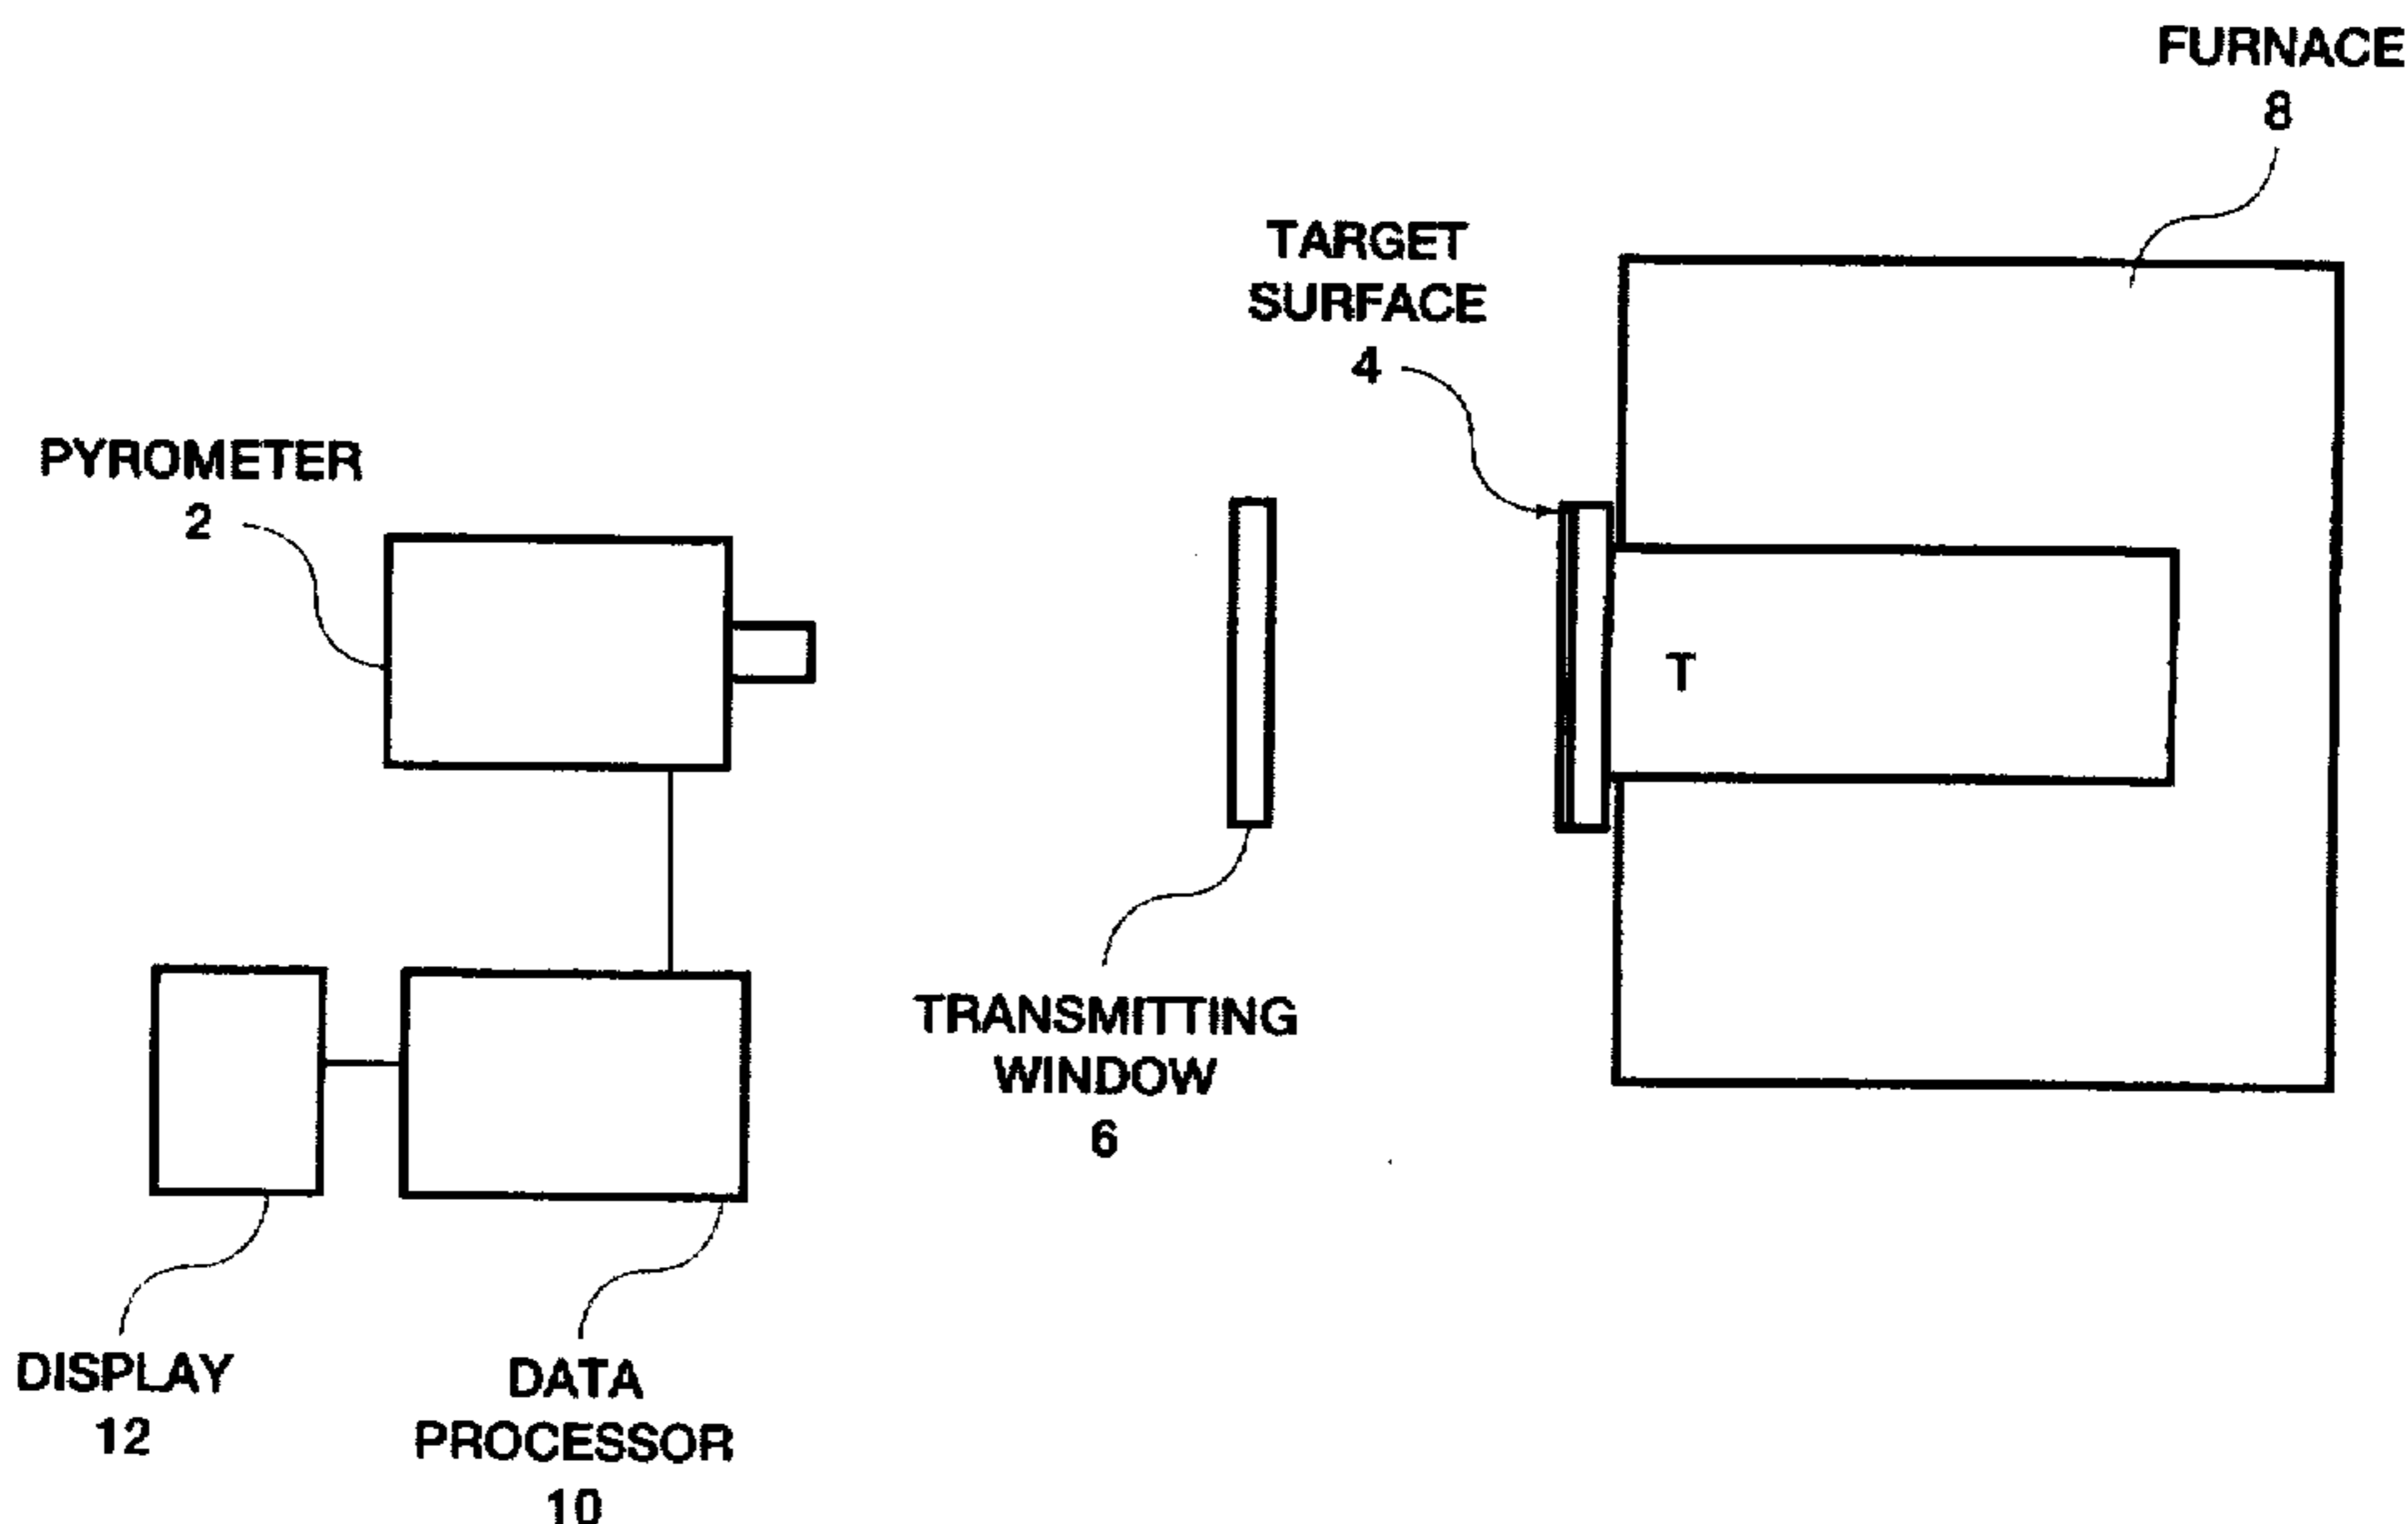 FURNACE
8
TARGET
SURFACE
4
PYROMETER
2
T
TRANSMITTING
WINDOW
6
DISPLAY
12
DATA
PROCESSOR
10